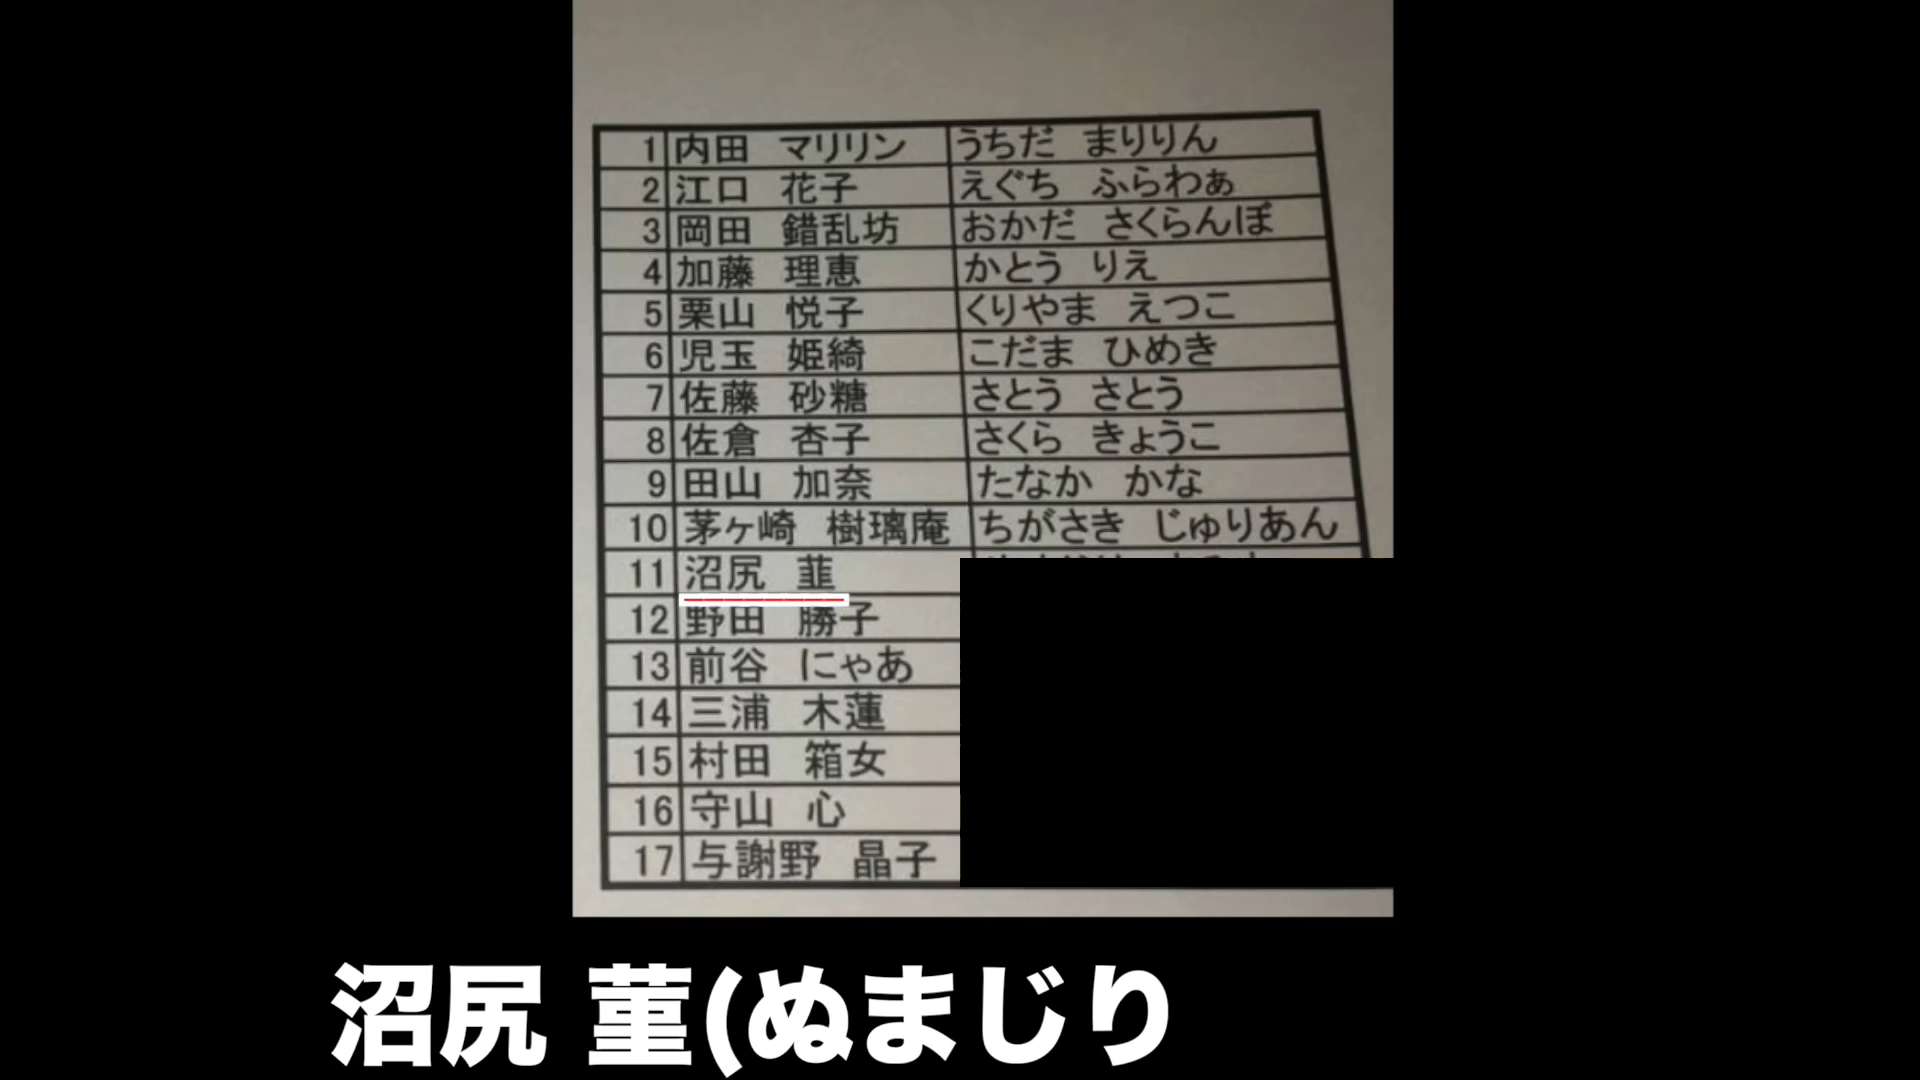 1 内田 マリリン うちだ まりりん
2 江口 花子 えぐち ふらわぁ
3 岡田 錯乱坊 おかだ さくらんぼ
4 加藤 理恵 かとう りえ
5 栗山 悦子 くりやま えつこ
6 児玉 姫綺 こだま ひめき
7 佐藤 砂糖 さとう さとう
8 佐倉 杏子 さくら きょうこ
9 田山 加奈 たなか かな
10 茅ヶ崎 樹璃庵 ちがさき じゅりあん
11 沼尻 韮
12 野田 勝子
13 前谷 にゃあ
14 三浦 木蓮
15 村田 箱女
16 守山 心
17 与謝野 晶子
沼尻 菫(ぬまじり